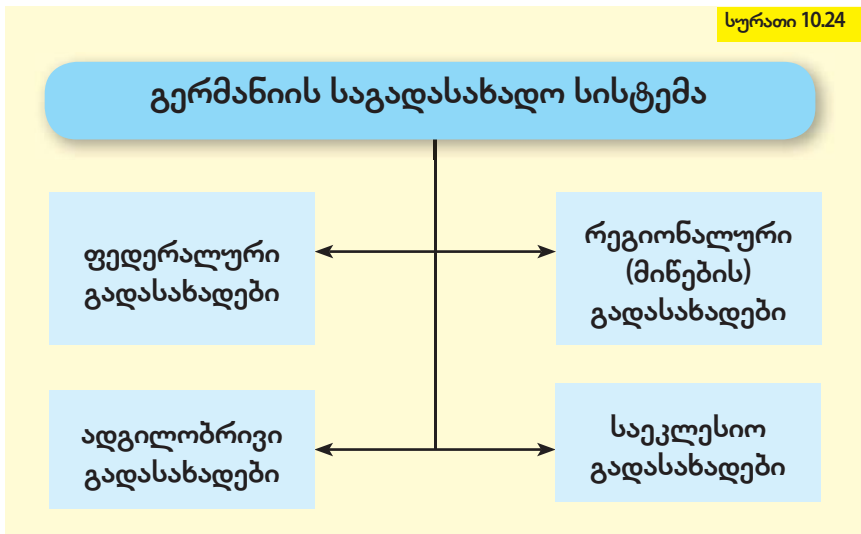 სურათი 10.24
გერმანიის საგადასახადო სისტემა
ფედერალური
გადასახადები
რეგიონალური
(მიწების)
გადასახადები
ადგილობრივი
გადასახადები
საეკლესიო
გადასახადები